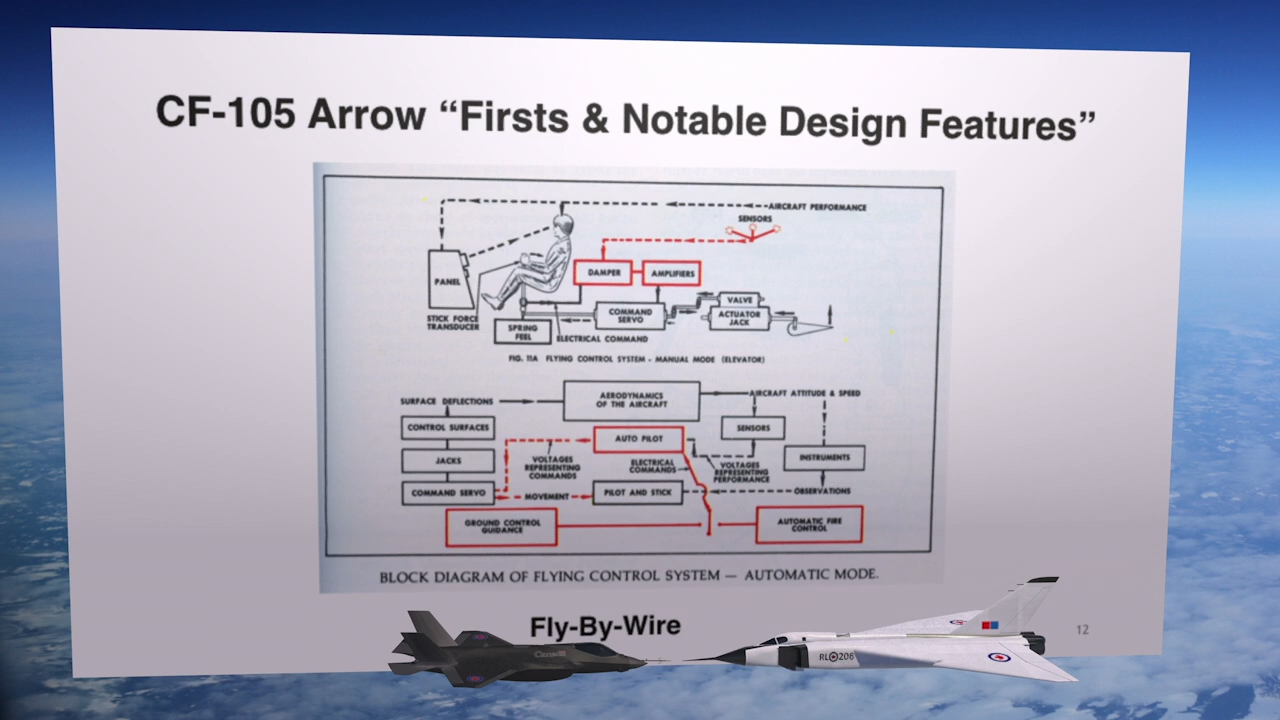 CF-105 Arrow “Firsts & Notable Design Features”
AIRCRAFT PERFORMANCE
SENSORS
DAMPER
AMPLIFIERS
PANEL
VALVE
COMMAND
SERVO
ACTUATOR
JACK
STICK FORCE
TRANSDUCER
SPRING
FEEL
ELECTRICAL COMMAND
FIG. 11A FLYING CONTROL SYSTEM - MANUAL MODE (ELEVATOR)
SURFACE DEFLECTIONS
AERODYNAMICS
OF THE AIRCRAFT
AIRCRAFT ATTITUDE & SPEED
CONTROL SURFACES
AUTO PILOT
SENSORS
JACKS
VOLTAGES
REPRESENTING
COMMANDS
ELECTRICAL
COMMANDS
VOLTAGES
REPRESENTING
PERFORMANCE
INSTRUMENTS
COMMAND SERVO
MOVEMENT
PILOT AND STICK
OBSERVATIONS
GROUND CONTROL
GUIDANCE
AUTOMATIC FIRE
CONTROL
BLOCK DIAGRAM OF FLYING CONTROL SYSTEM — AUTOMATIC MODE.
Fly-By-Wire
12
Canada
RL 206